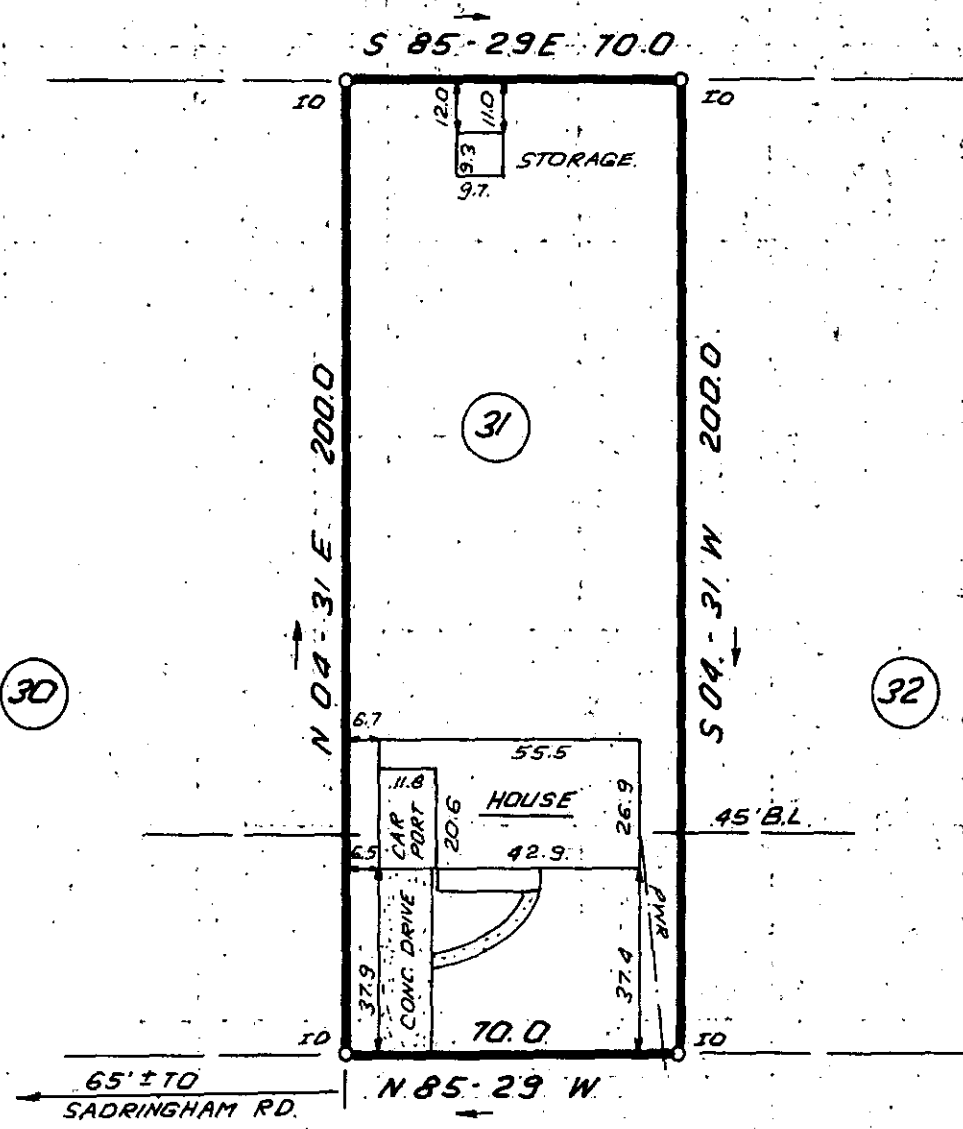 S 85-29E 70.0
IO
IO
12.0
11.0
9.3
STORAGE.
9.7.
N 04-31 E 200.0
S 04.-31 W 200.0
31
30
32
6.7
55.5
11.8
HOUSE
26.9
45' B.L
CAR
PORT
20.6
6.5
42.9.
PWR
CONC. DRIVE
37.9
37.4
IO
70.0
IO
65' ± TO
SADRINGHAM RD.
N 85-29 W